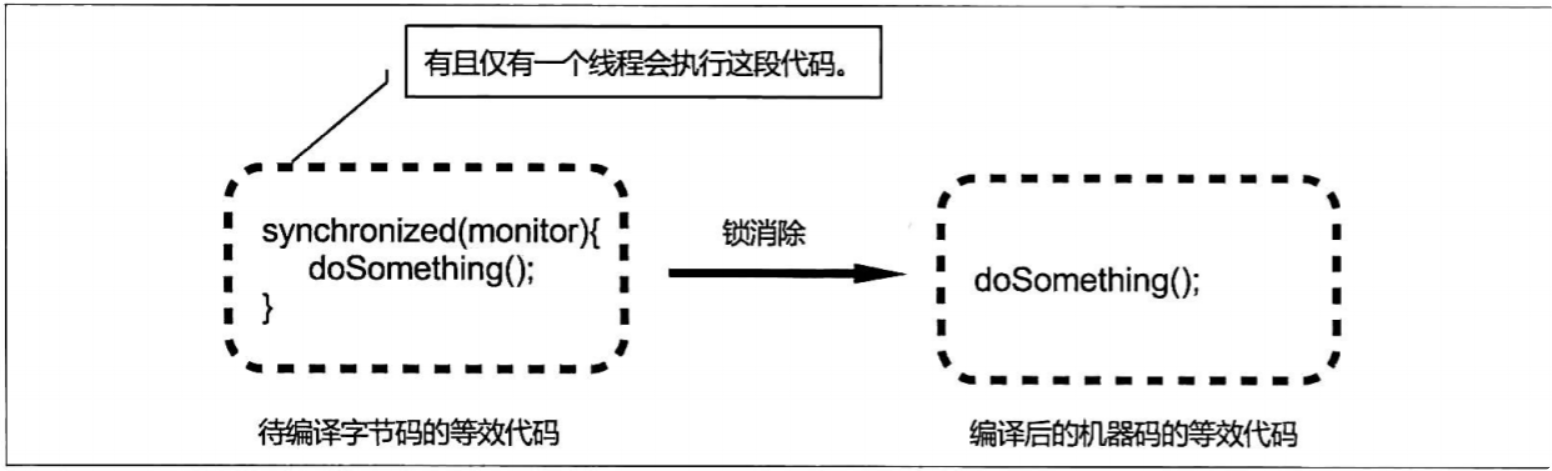 有且仅有一个线程会执行这段代码。
synchronized(monitor){
doSomething();
}
锁消除
doSomething();
待编译字节码的等效代码
编译后的机器码的等效代码